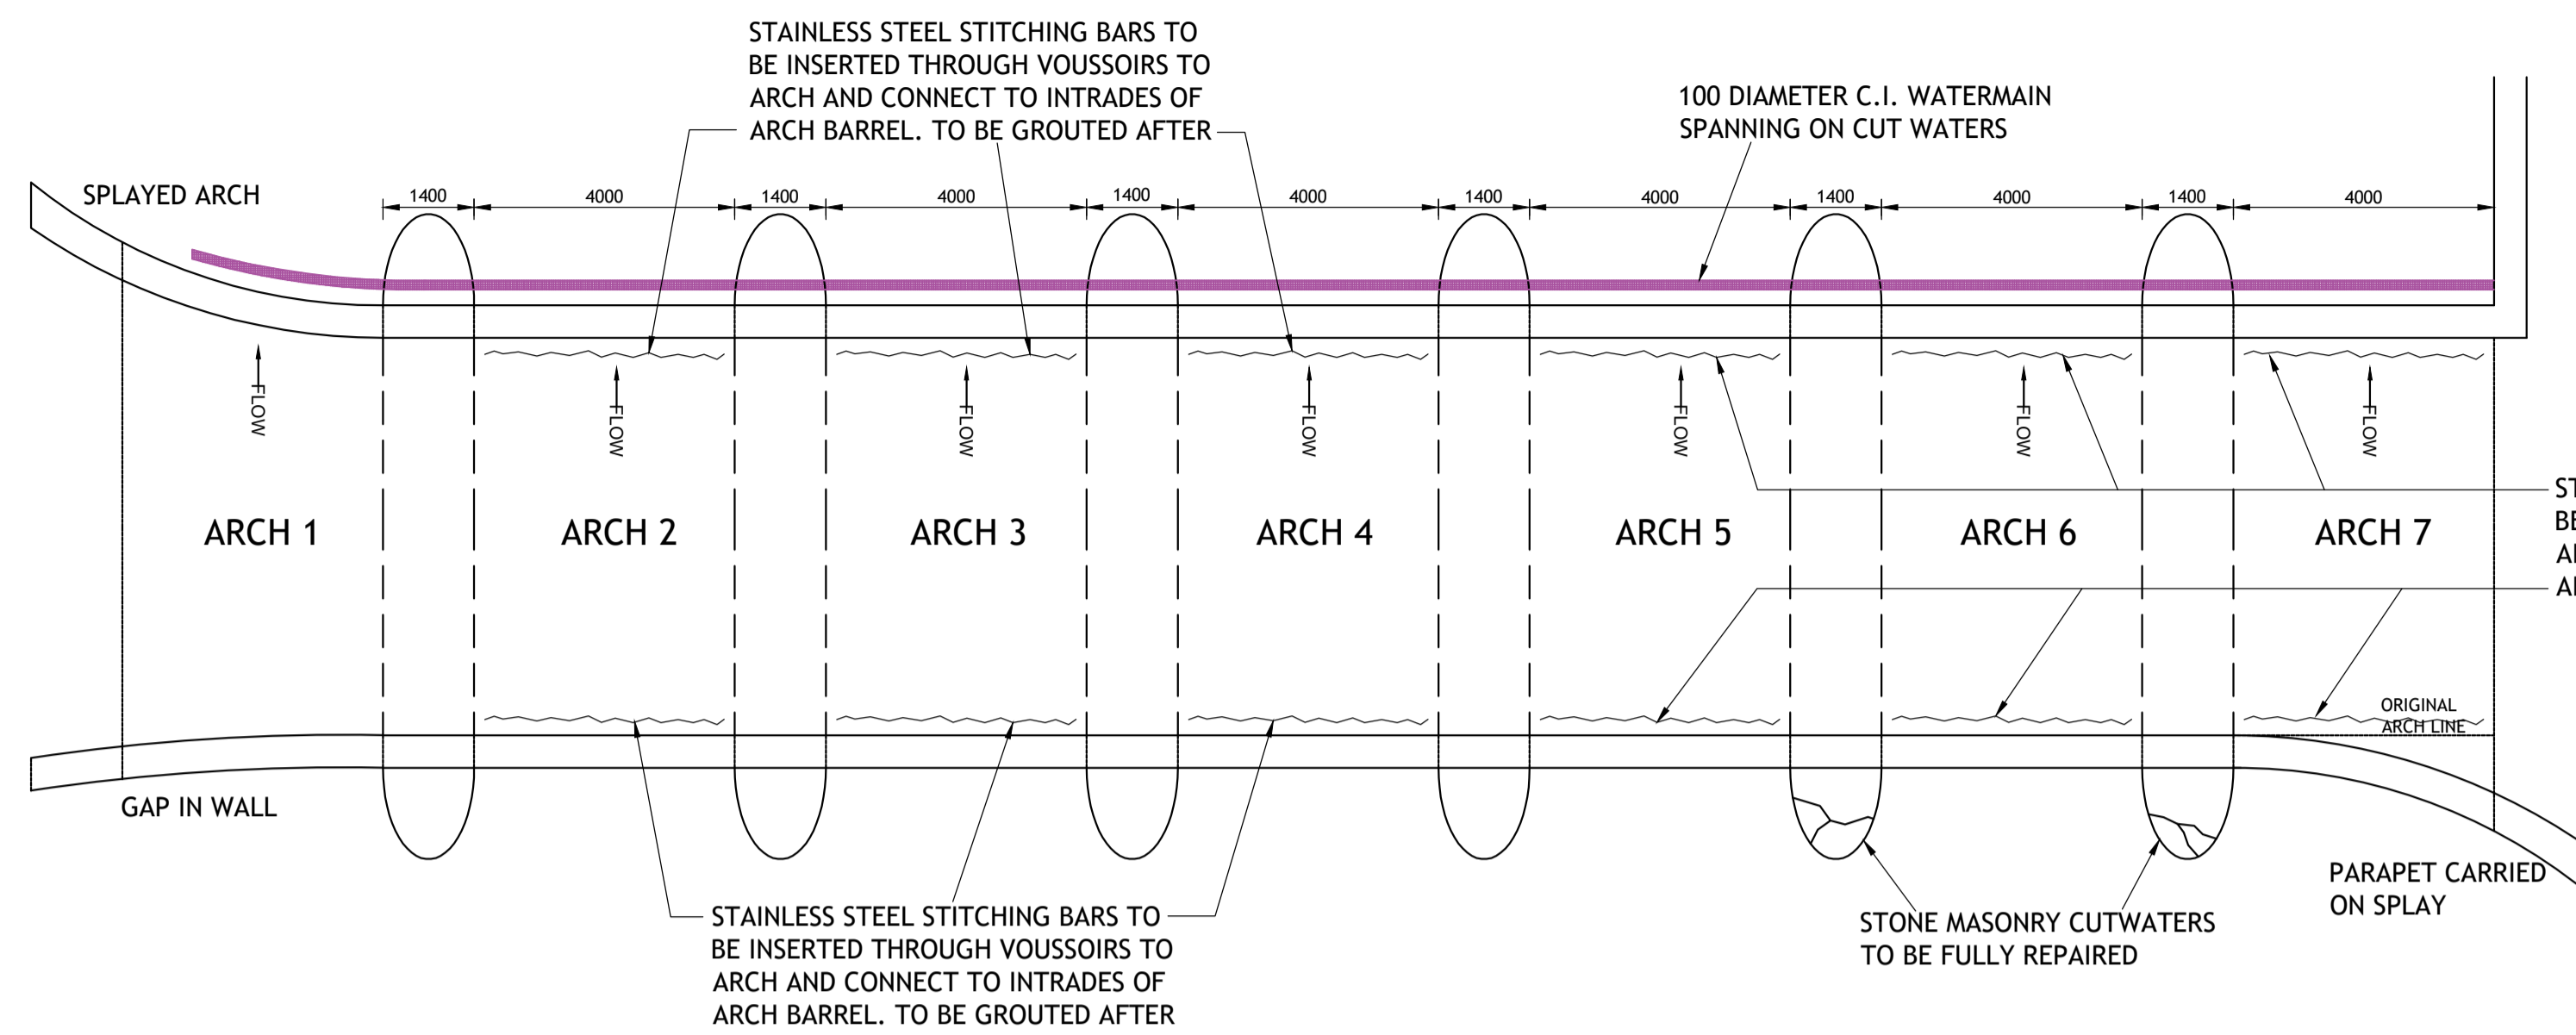 STAINLESS STEEL STITCHING BARS TO
BE INSERTED THROUGH VOUSSOIRS TO
ARCH AND CONNECT TO INTRADES OF
ARCH BARREL. TO BE GROUTED AFTER
100 DIAMETER C.I. WATERMAIN
SPANNING ON CUT WATERS
SPLAYED ARCH
1400 4000 1400 4000 1400 4000 1400 4000 1400 4000 1400 4000
FLOW FLOW FLOW FLOW FLOW FLOW FLOW
ARCH 1 ARCH 2 ARCH 3 ARCH 4 ARCH 5 ARCH 6 ARCH 7
ORIGINAL
ARCH LINE
GAP IN WALL
PARAPET CARRIED
ON SPLAY
STAINLESS STEEL STITCHING BARS TO
BE INSERTED THROUGH VOUSSOIRS TO
ARCH AND CONNECT TO INTRADES OF
ARCH BARREL. TO BE GROUTED AFTER
STONE MASONRY CUTWATERS
TO BE FULLY REPAIRED